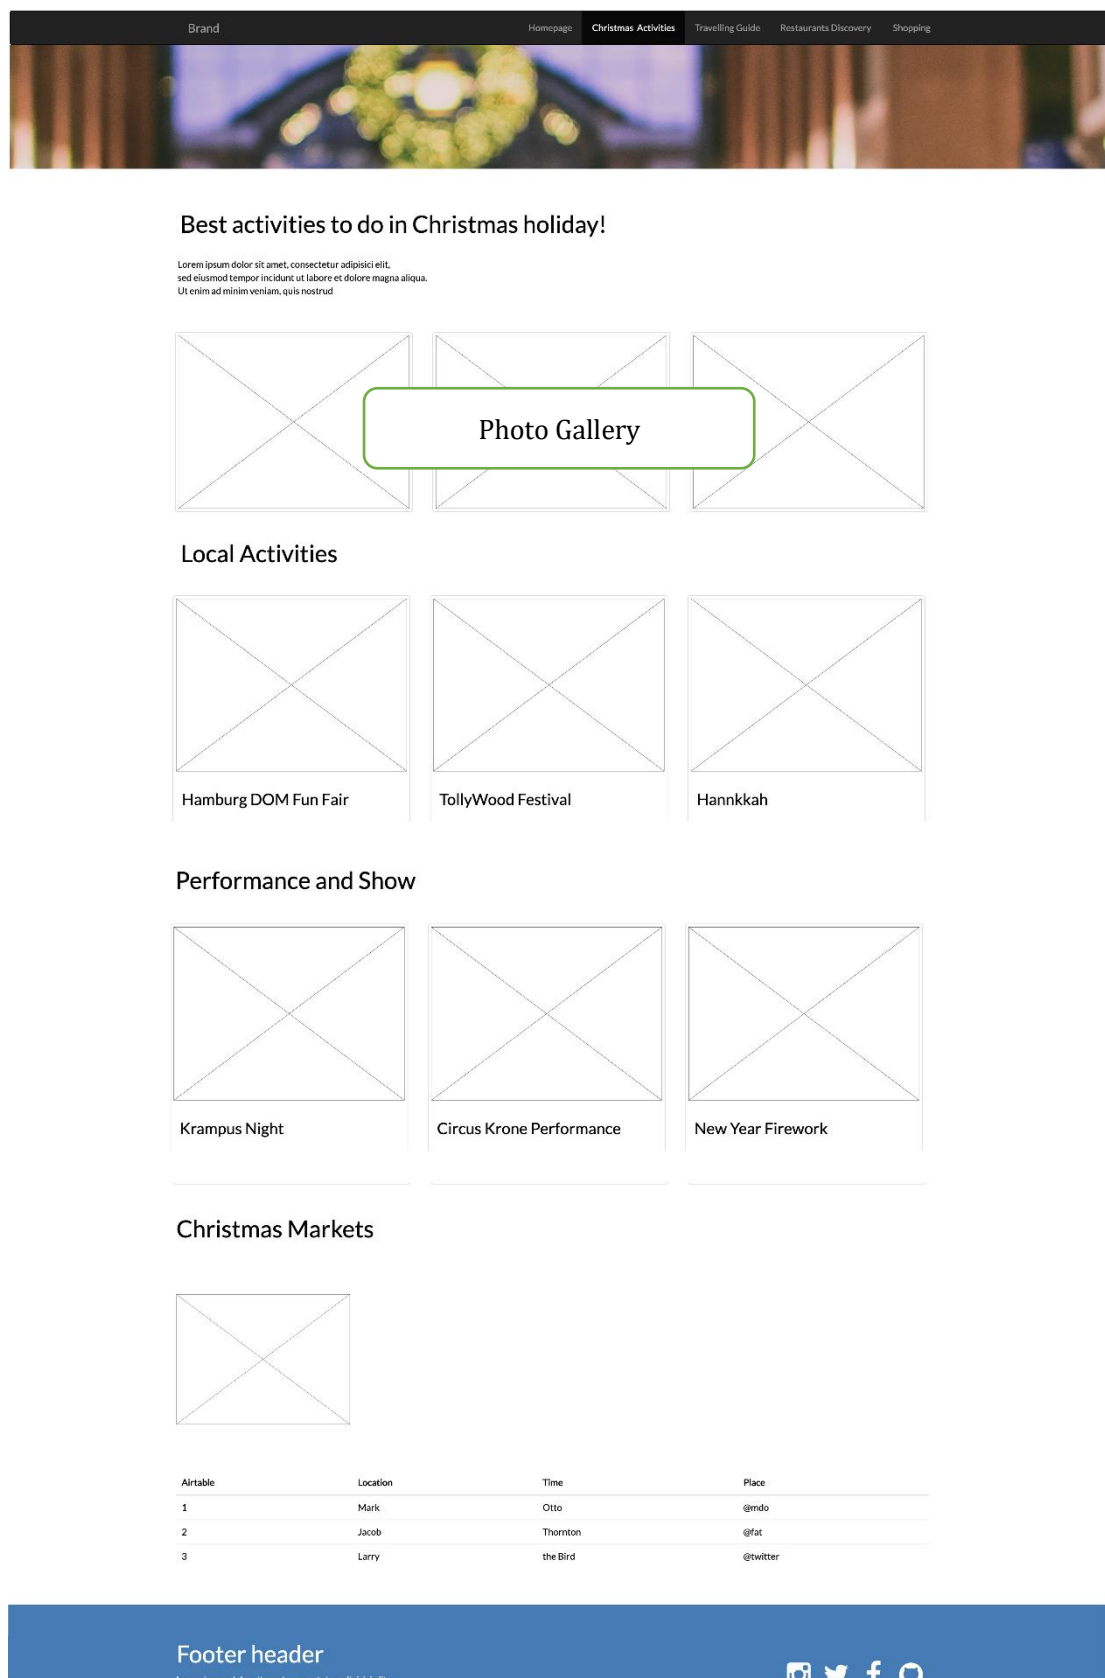 Brand
Homepage
Christmas Activities
Travelling Guide
Restaurants Discovery
Shopping
Best activities to do in Christmas holiday!
Lorem ipsum dolor sit amet, consectetur adipisici elit,
sed eiusmod tempor incidunt ut labore et dolore magna aliqua.
Ut enim ad minim veniam, quis nostrud
Photo Gallery
Local Activities
Hamburg DOM Fun Fair
TollyWood Festival
Hannkkah
Performance and Show
Krampus Night
Circus Krone Performance
New Year Firework
Christmas Markets
Airtable Location Time Place
1 Mark Otto @mdo
2 Jacob Thornton @fat
3 Larry the Bird @twitter
Footer header